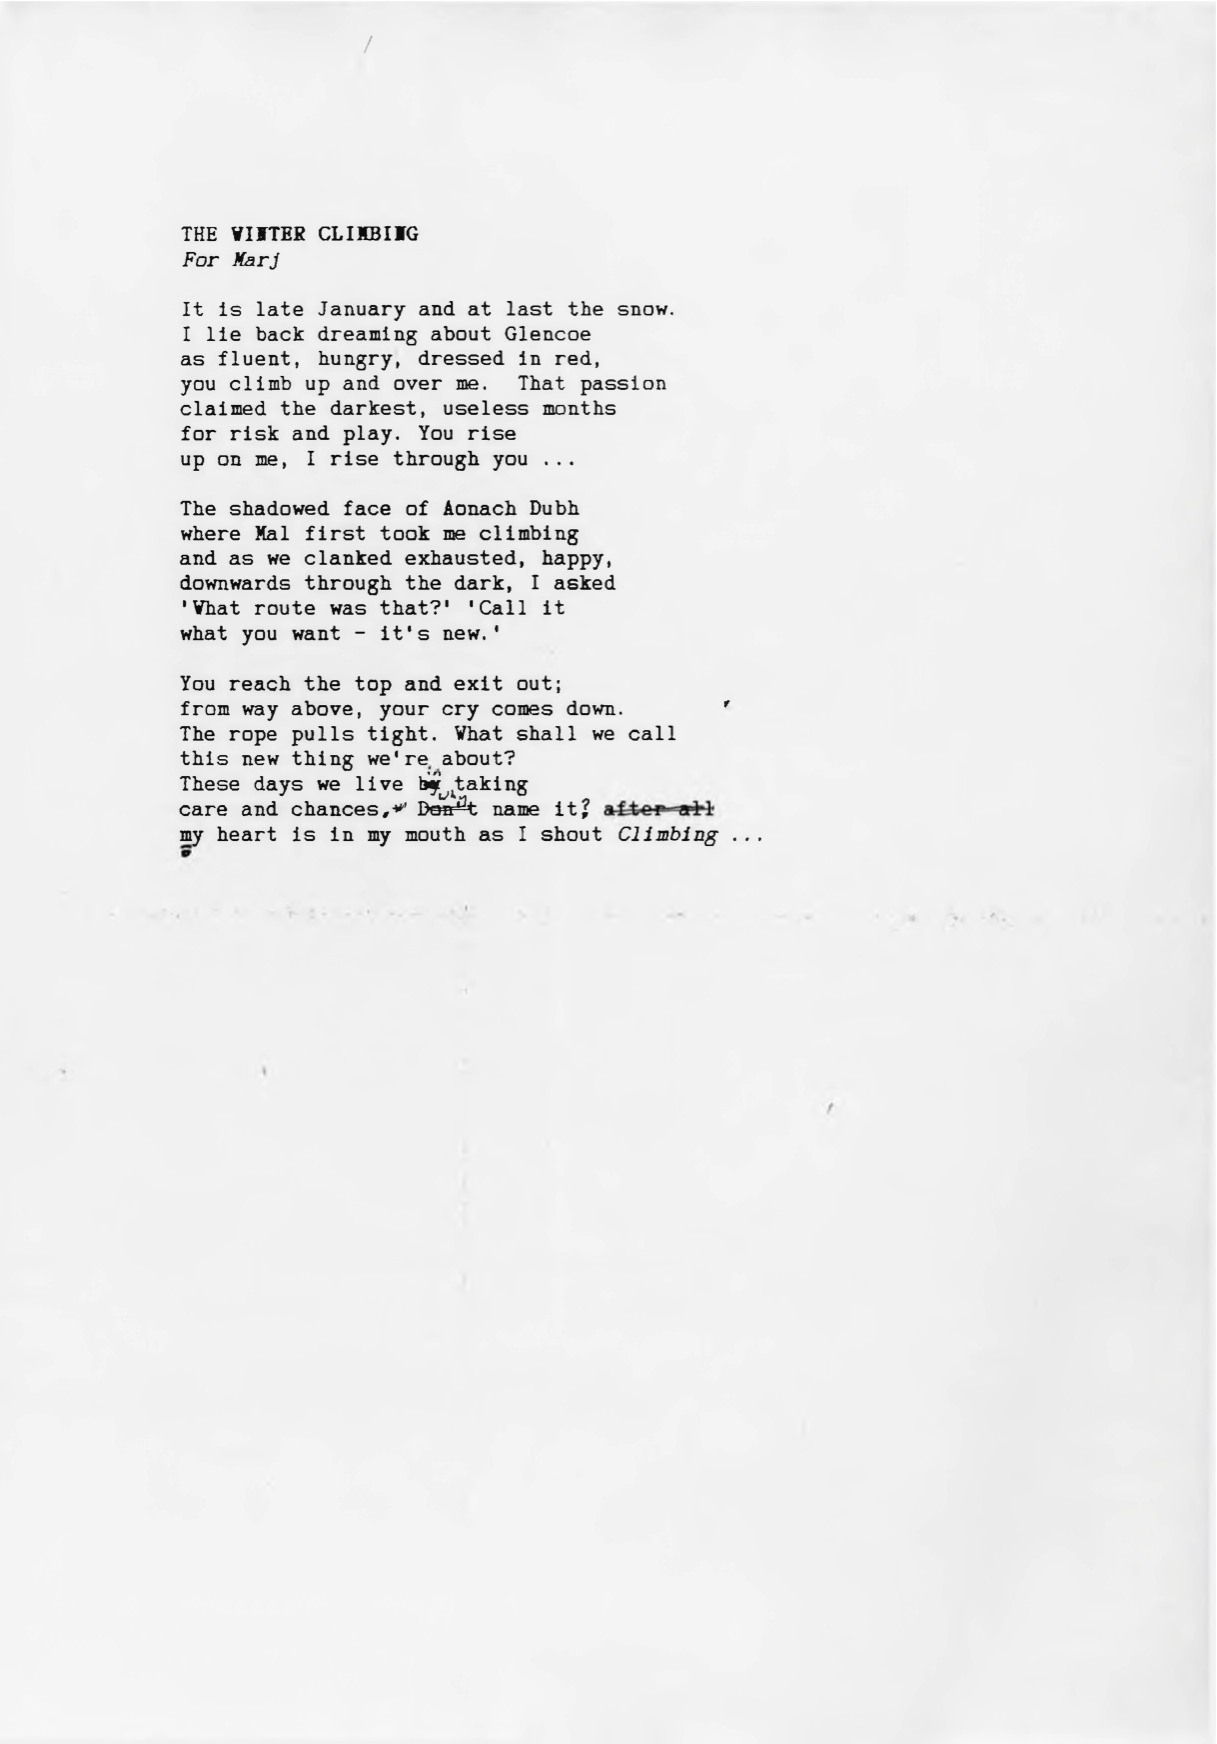 THE WINTER CLIMBING
For Marj
It is late January and at last the snow.
I lie back dreaming about Glencoe
as fluent, hungry, dressed in red,
you climb up and over me.  That passion
claimed the darkest, useless months
for risk and play. You rise
up on me, I rise through you ...
The shadowed face of Aonach Dubh
where Mal first took me climbing
and as we clanked exhausted, happy,
downwards through the dark, I asked
'What route was that?' 'Call it
what you want - it's new.'
You reach the top and exit out;
from way above, your cry comes down.
The rope pulls tight. What shall we call
this new thing we're about?
in
These days we live by taking
why
care and chances. Don't name it? after all
my heart is in my mouth as I shout Climbing ...